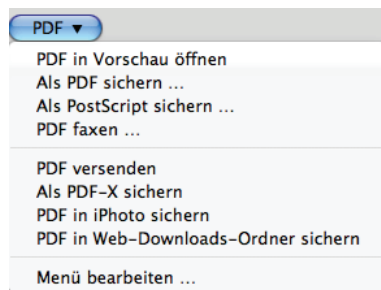 PDF ▼
PDF in Vorschau öffnen
Als PDF sichern …
Als PostScript sichern …
PDF faxen …
PDF versenden
Als PDF-X sichern
PDF in iPhoto sichern
PDF in Web-Downloads-Ordner sichern
Menü bearbeiten …